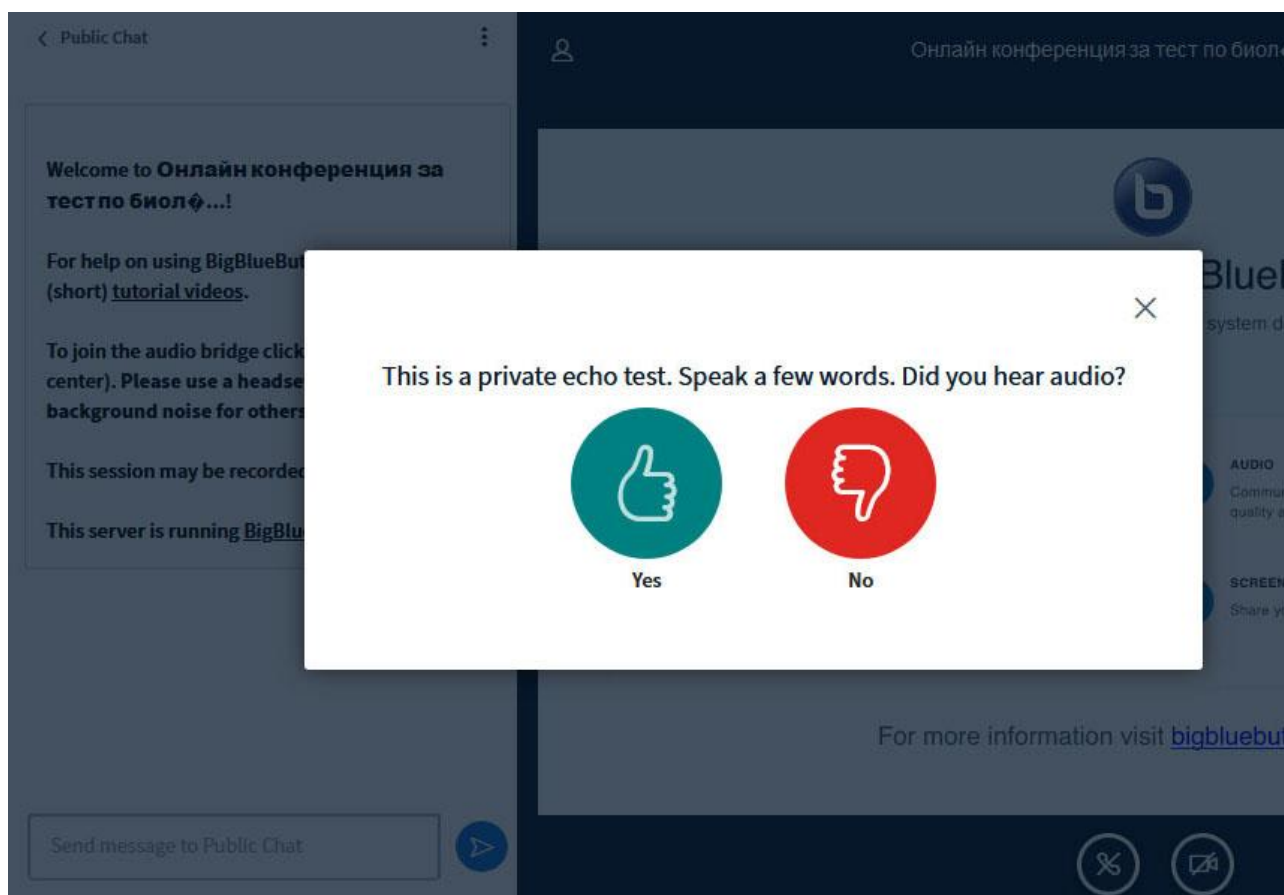 Public Chat
Онлайн конференция за тест по биол
Welcome to Онлайн конференция за
тест по биол�...!
For help on using BigBlueBut
(short) tutorial videos.
To join the audio bridge click
center). Please use a headse
background noise for others
This session may be recorded
This server is running BigBlu
Send message to Public Chat
This is a private echo test. Speak a few words. Did you hear audio?
Yes
No
b
Blue
system d
AUDIO
Commu
quality a
SCREEN
Share y
For more information visit bigbluebut